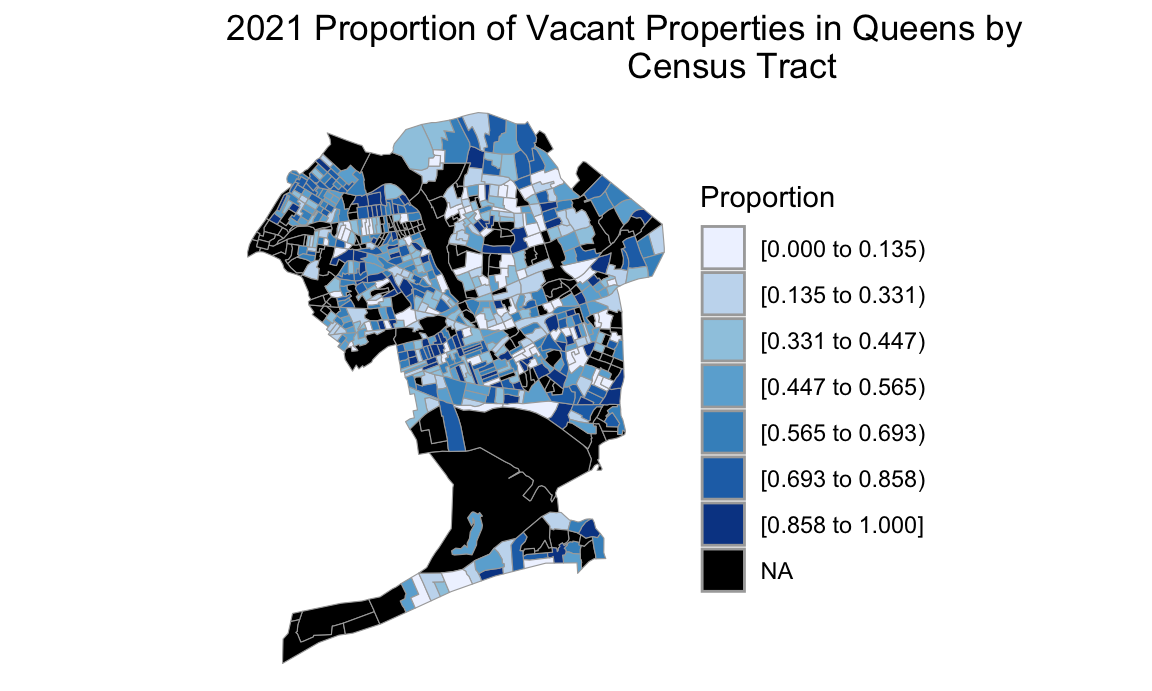 2021 Proportion of Vacant Properties in Queens by
Census Tract
Proportion
[0.000 to 0.135)
[0.135 to 0.331)
[0.331 to 0.447)
[0.447 to 0.565)
[0.565 to 0.693)
[0.693 to 0.858)
[0.858 to 1.000]
NA